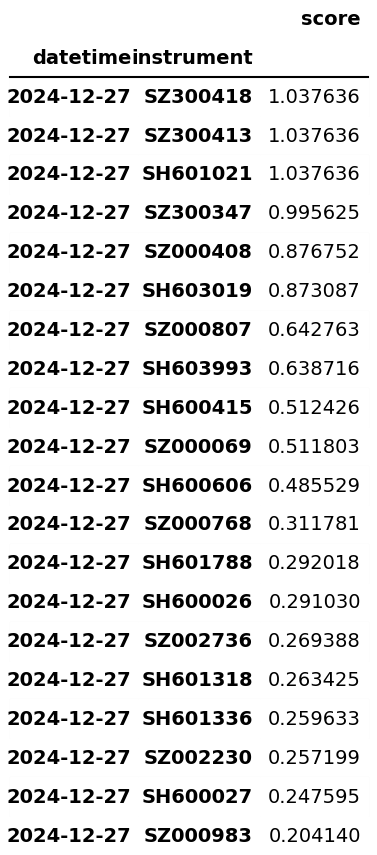 score
datetime instrument
2024-12-27 SZ300418 1.037636
2024-12-27 SZ300413 1.037636
2024-12-27 SH601021 1.037636
2024-12-27 SZ300347 0.995625
2024-12-27 SZ000408 0.876752
2024-12-27 SH603019 0.873087
2024-12-27 SZ000807 0.642763
2024-12-27 SH603993 0.638716
2024-12-27 SH600415 0.512426
2024-12-27 SZ000069 0.511803
2024-12-27 SH600606 0.485529
2024-12-27 SZ000768 0.311781
2024-12-27 SH601788 0.292018
2024-12-27 SH600026 0.291030
2024-12-27 SZ002736 0.269388
2024-12-27 SH601318 0.263425
2024-12-27 SH601336 0.259633
2024-12-27 SZ002230 0.257199
2024-12-27 SH600027 0.247595
2024-12-27 SZ000983 0.204140